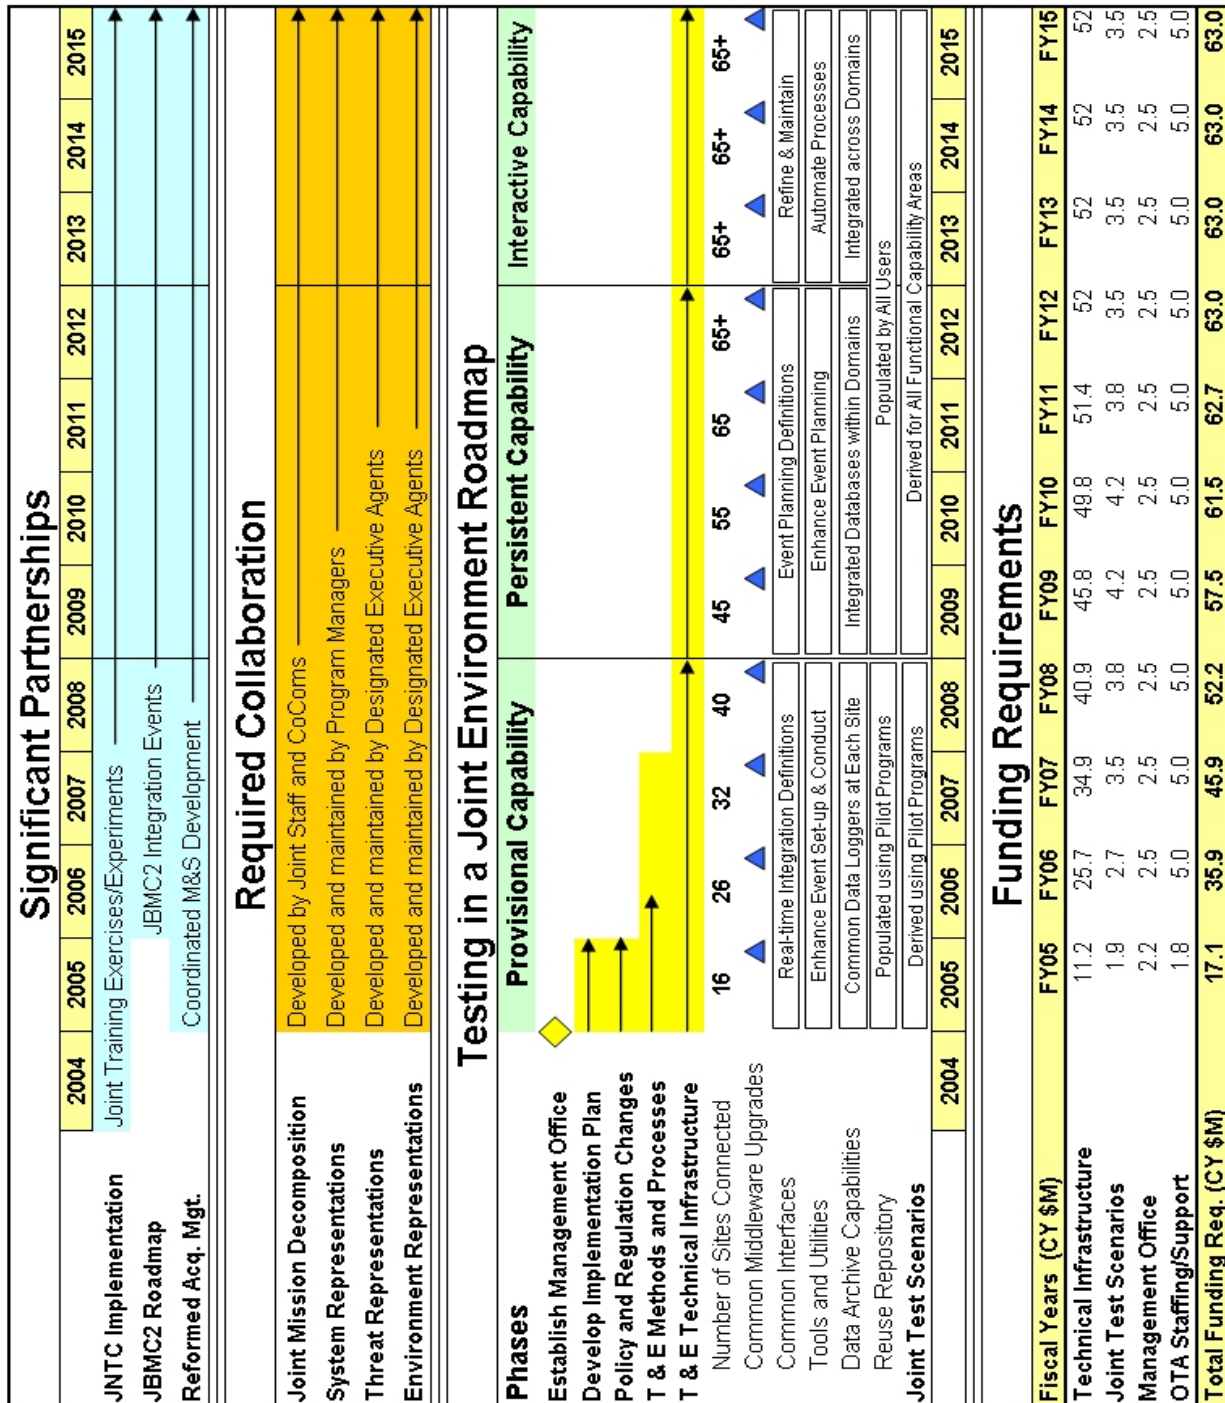 Significant Partnerships
2004 2005 2006 2007 2008 2009 2010 2011 2012 2013 2014 2015
JNTC Implementation Joint Training Exercises/Experiments
JBMC2 Roadmap JBMC2 Integration Events
Reformed Acq. Mgt. Coordinated M&S Development
Required Collaboration
Joint Mission Decomposition Developed by Joint Staff and CoComs
System Representations Developed and maintained by Program Managers
Threat Representations Developed and maintained by Designated Executive Agents
Environment Representations Developed and maintained by Designated Executive Agents
Testing in a Joint Environment Roadmap
Phases Provisional Capability Persistent Capability Interactive Capability
Establish Management Office
Develop Implementation Plan
Policy and Regulation Changes
T & E Methods and Processes
T & E Technical Infrastructure
Number of Sites Connected 16 26 32 40 45 55 65 65+ 65+ 65+ 65+
Common Middleware Upgrades
Common Interfaces Real-time Integration Definitions Event Planning Definitions Refine & Maintain
Tools and Utilities Enhance Event Set-up & Conduct Enhance Event Planning Automate Processes
Data Archive Capabilities Common Data Loggers at Each Site Integrated Databases within Domains Integrated across Domains
Reuse Repository Populated using Pilot Programs Populated by All Users
Joint Test Scenarios Derived using Pilot Programs Derived for All Functional Capability Areas
2004 2005 2006 2007 2008 2009 2010 2011 2012 2013 2014 2015
Funding Requirements
Fiscal Years (CY $M) FY05 FY06 FY07 FY08 FY09 FY10 FY11 FY12 FY13 FY14 FY15
Technical Infrastructure 11.2 25.7 34.9 40.9 45.8 49.8 51.4 52 52 52 52
Joint Test Scenarios 1.9 2.7 3.5 3.8 4.2 4.2 3.8 3.5 3.5 3.5 3.5
Management Office 2.2 2.5 2.5 2.5 2.5 2.5 2.5 2.5 2.5 2.5 2.5
OTA Staffing/Support 1.8 5.0 5.0 5.0 5.0 5.0 5.0 5.0 5.0 5.0 5.0
Total Funding Req. (CY $M) 17.1 35.9 45.9 52.2 57.5 61.5 62.7 63.0 63.0 63.0 63.0